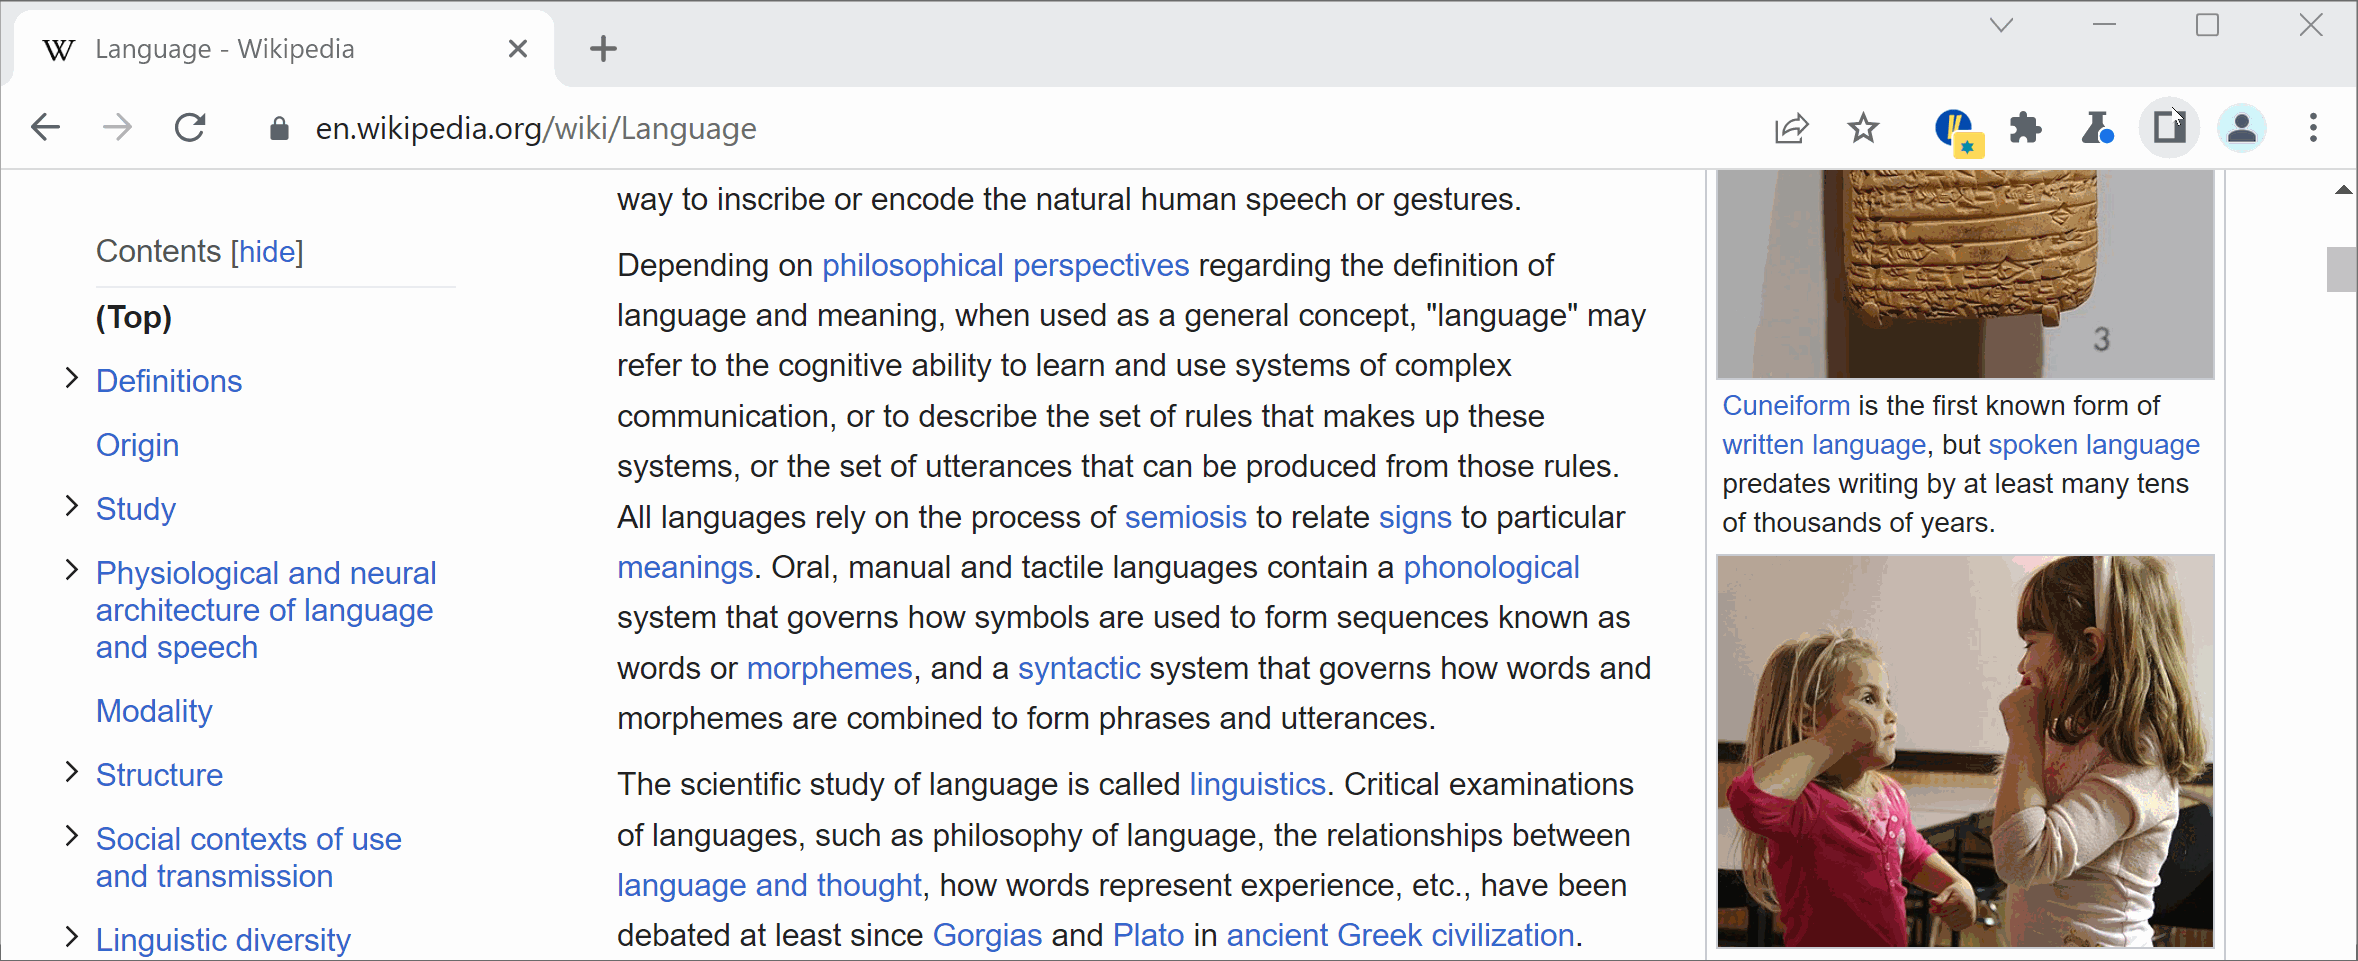 Language - Wikipedia
en.wikipedia.org/wiki/Language
Contents [hide]
(Top)
Definitions
Origin
Study
Physiological and neural
architecture of language
and speech
Modality
Structure
Social contexts of use
and transmission
Linguistic diversity
way to inscribe or encode the natural human speech or gestures.
Depending on philosophical perspectives regarding the definition of
language and meaning, when used as a general concept, "language" may
refer to the cognitive ability to learn and use systems of complex
communication, or to describe the set of rules that makes up these
systems, or the set of utterances that can be produced from those rules.
All languages rely on the process of semiosis to relate signs to particular
meanings. Oral, manual and tactile languages contain a phonological
system that governs how symbols are used to form sequences known as
words or morphemes, and a syntactic system that governs how words and
morphemes are combined to form phrases and utterances.
The scientific study of language is called linguistics. Critical examinations
of languages, such as philosophy of language, the relationships between
language and thought, how words represent experience, etc., have been
debated at least since Gorgias and Plato in ancient Greek civilization.
3
Cuneiform is the first known form of
written language, but spoken language
predates writing by at least many tens
of thousands of years.